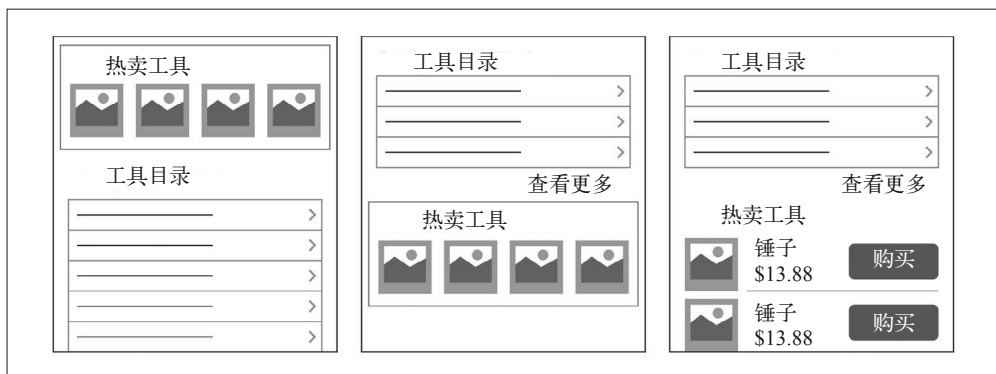 热卖工具
工具目录
工具目录
查看更多
热卖工具
工具目录
查看更多
热卖工具
锤子
$13.88
购买
锤子
$13.88
购买